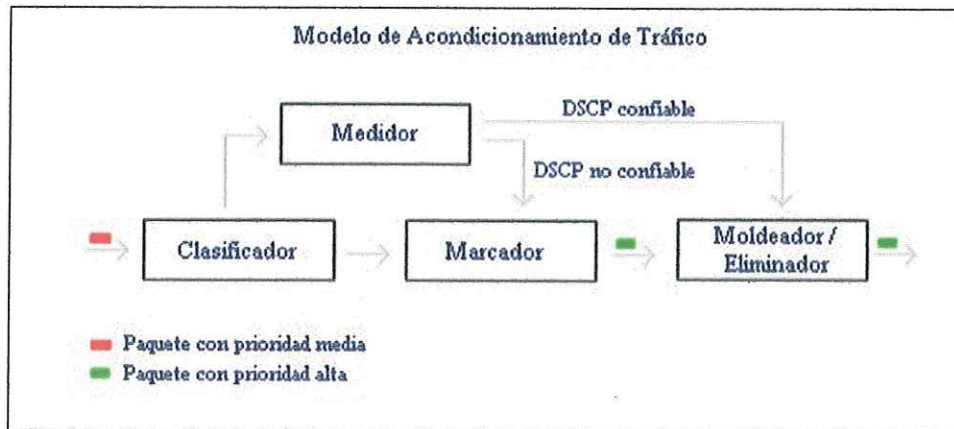 Modelo de Acondicionamiento de Tráfico
Medidor
DSCP confiable
DSCP no confiable
Clasificador
Marcador
Moldeador /
Eliminador
Paquete con prioridad media
Paquete con prioridad alta